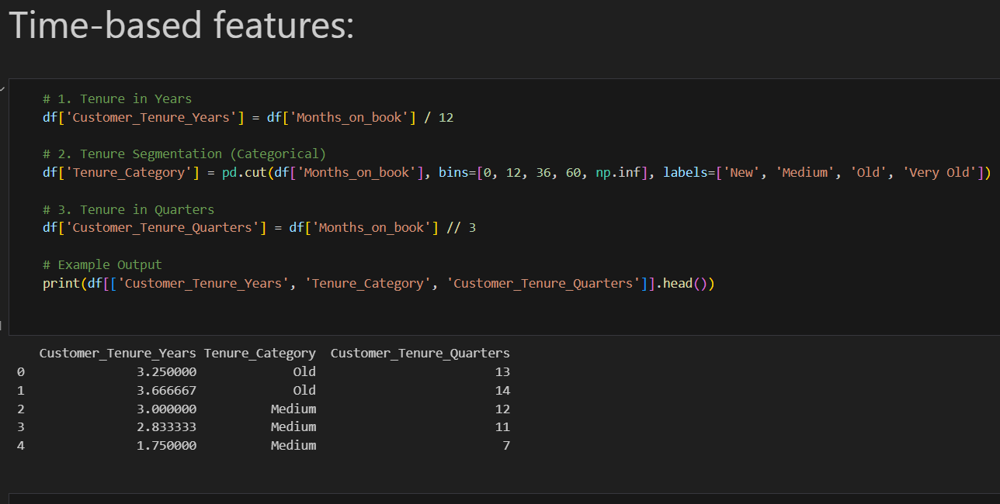 Time-based features:
# 1. Tenure in Years
df['Customer_Tenure_Years'] = df['Months_on_book'] / 12
# 2. Tenure Segmentation (Categorical)
df['Tenure_Category'] = pd.cut(df['Months_on_book'], bins=[0, 12, 36, 60, np.inf], labels=['New', 'Medium', 'Old', 'Very Old'])
# 3. Tenure in Quarters
df['Customer_Tenure_Quarters'] = df['Months_on_book'] // 3
# Example Output
print(df[['Customer_Tenure_Years', 'Tenure_Category', 'Customer_Tenure_Quarters']].head())
Customer_Tenure_Years Tenure_Category Customer_Tenure_Quarters
0 3.250000 Old 13
1 3.666667 Old 14
2 3.000000 Medium 12
3 2.833333 Medium 11
4 1.750000 Medium 7